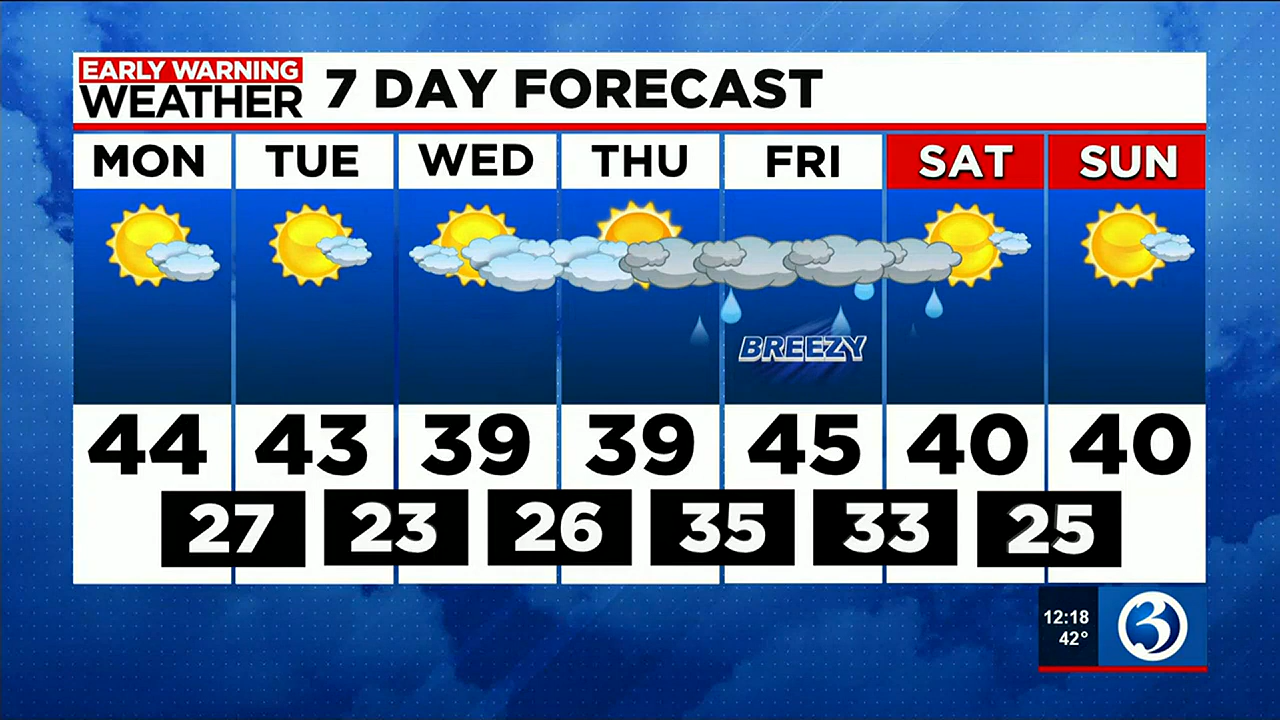 EARLY WARNING
WEATHER
7 DAY FORECAST
MON TUE WED THU FRI SAT SUN
BREEZY
44 43 39 39 45 40 40
27 23 26 35 33 25
12:18
42°
3